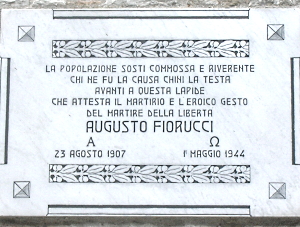 LA POPOLAZIONE SOSTI COMMOSSA E RIVERENTE
CHI NE FU LA CAUSA CHINI LA TESTA
AVANTI A QUESTA LAPIDE
CHE ATTESTA IL MARTIRIO E L'EROICO GESTO
DEL MARTIRE DELLA LIBERTA
AUGUSTO FIORUCCI
Α Ω
23 AGOSTO 1907 1° MAGGIO 1944